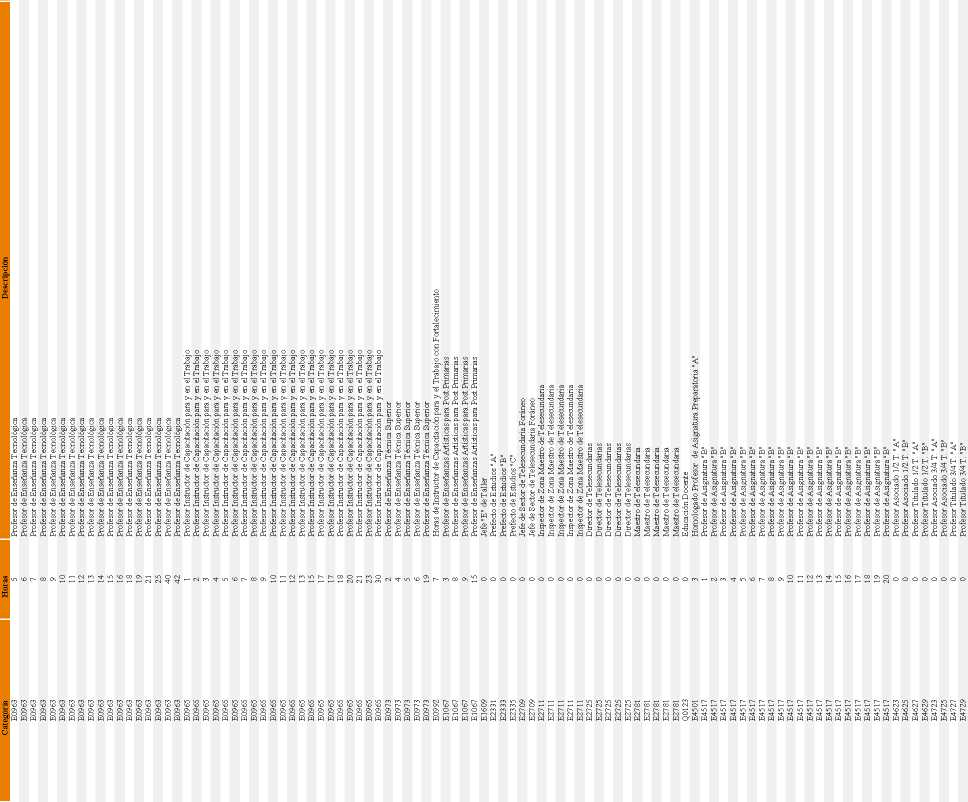 Categoría Horas Descripción
E0963 5 Profesor de Enseñanza Tecnológica
E0963 6 Profesor de Enseñanza Tecnológica
E0963 7 Profesor de Enseñanza Tecnológica
E0963 8 Profesor de Enseñanza Tecnológica
E0963 9 Profesor de Enseñanza Tecnológica
E0963 10 Profesor de Enseñanza Tecnológica
E0963 11 Profesor de Enseñanza Tecnológica
E0963 12 Profesor de Enseñanza Tecnológica
E0963 13 Profesor de Enseñanza Tecnológica
E0963 14 Profesor de Enseñanza Tecnológica
E0963 15 Profesor de Enseñanza Tecnológica
E0963 16 Profesor de Enseñanza Tecnológica
E0963 18 Profesor de Enseñanza Tecnológica
E0963 19 Profesor de Enseñanza Tecnológica
E0963 21 Profesor de Enseñanza Tecnológica
E0963 25 Profesor de Enseñanza Tecnológica
E0963 40 Profesor de Enseñanza Tecnológica
E0963 42 Profesor de Enseñanza Tecnológica
E0965 1 Profesor Instructor de Capacitación para y en el Trabajo
E0965 2 Profesor Instructor de Capacitación para y en el Trabajo
E0965 3 Profesor Instructor de Capacitación para y en el Trabajo
E0965 4 Profesor Instructor de Capacitación para y en el Trabajo
E0965 5 Profesor Instructor de Capacitación para y en el Trabajo
E0965 6 Profesor Instructor de Capacitación para y en el Trabajo
E0965 7 Profesor Instructor de Capacitación para y en el Trabajo
E0965 8 Profesor Instructor de Capacitación para y en el Trabajo
E0965 9 Profesor Instructor de Capacitación para y en el Trabajo
E0965 10 Profesor Instructor de Capacitación para y en el Trabajo
E0965 11 Profesor Instructor de Capacitación para y en el Trabajo
E0965 12 Profesor Instructor de Capacitación para y en el Trabajo
E0965 13 Profesor Instructor de Capacitación para y en el Trabajo
E0965 15 Profesor Instructor de Capacitación para y en el Trabajo
E0965 17 Profesor Instructor de Capacitación para y en el Trabajo
E0965 17 Profesor Instructor de Capacitación para y en el Trabajo
E0965 18 Profesor Instructor de Capacitación para y en el Trabajo
E0965 20 Profesor Instructor de Capacitación para y en el Trabajo
E0965 21 Profesor Instructor de Capacitación para y en el Trabajo
E0965 23 Profesor Instructor de Capacitación para y en el Trabajo
E0965 30 Profesor Instructor de Capacitación para y en el Trabajo
E0973 2 Profesor de Enseñanza Técnica Superior
E0973 4 Profesor de Enseñanza Técnica Superior
E0973 5 Profesor de Enseñanza Técnica Superior
E0973 6 Profesor de Enseñanza Técnica Superior
E0973 19 Profesor de Enseñanza Técnica Superior
E0992 7 Horas de Instructor de Capacitación para y el Trabajo con Fortalecimiento
E1067 3 Profesor de Enseñanzas Artísticas para Post Primarias
E1067 8 Profesor de Enseñanzas Artísticas para Post Primarias
E1067 9 Profesor de Enseñanzas Artísticas para Post Primarias
E1067 15 Profesor de Enseñanzas Artísticas para Post Primarias
E1609 0 Jefe "E" de Taller
E2331 0 Prefecto de Estudios "A"
E2333 0 Prefecto de Estudios "B"
E2335 0 Prefecto de Estudios "C"
E2709 0 Jefe de Sector de Telesecundaria Foráneo
E2709 0 Jefe de Sector de Telesecundaria Foráneo
E2711 0 Inspector de Zona Maestro de Telesecundaria
E2711 0 Inspector de Zona Maestro de Telesecundaria
E2711 0 Inspector de Zona Maestro de Telesecundaria
E2711 0 Inspector de Zona Maestro de Telesecundaria
E2711 0 Inspector de Zona Maestro de Telesecundaria
E2725 0 Director de Telesecundarias
E2725 0 Director de Telesecundarias
E2725 0 Director de Telesecundarias
E2725 0 Director de Telesecundarias
E2725 0 Director de Telesecundarias
E2781 0 Maestro de Telesecundaria
E2781 0 Maestro de Telesecundaria
E2781 0 Maestro de Telesecundaria
E2781 0 Maestro de Telesecundaria
E2781 0 Maestro de Telesecundaria
Q0123 0 Docente
E4501 3 Homologado Profesor de Asignatura Preparatoria "A"
E4517 1 Profesor de Asignatura "B"
E4517 2 Profesor de Asignatura "B"
E4517 3 Profesor de Asignatura "B"
E4517 4 Profesor de Asignatura "B"
E4517 5 Profesor de Asignatura "B"
E4517 6 Profesor de Asignatura "B"
E4517 7 Profesor de Asignatura "B"
E4517 8 Profesor de Asignatura "B"
E4517 9 Profesor de Asignatura "B"
E4517 10 Profesor de Asignatura "B"
E4517 11 Profesor de Asignatura "B"
E4517 12 Profesor de Asignatura "B"
E4517 13 Profesor de Asignatura "B"
E4517 14 Profesor de Asignatura "B"
E4517 15 Profesor de Asignatura "B"
E4517 16 Profesor de Asignatura "B"
E4517 17 Profesor de Asignatura "B"
E4517 18 Profesor de Asignatura "B"
E4517 19 Profesor de Asignatura "B"
E4517 20 Profesor de Asignatura "B"
E4623 0 Profesor Asociado 1/2 T. "A"
E4625 0 Profesor Asociado 1/2 T. "B"
E4627 0 Profesor Titulado 1/2 T. "A"
E4629 0 Profesor Titulado 1/2 T. "B"
E4723 0 Profesor Asociado 3/4 T. "A"
E4725 0 Profesor Asociado 3/4 T. "B"
E4727 0 Profesor Titulado 3/4 T. "A"
E4729 0 Profesor Titulado 3/4 T. "B"